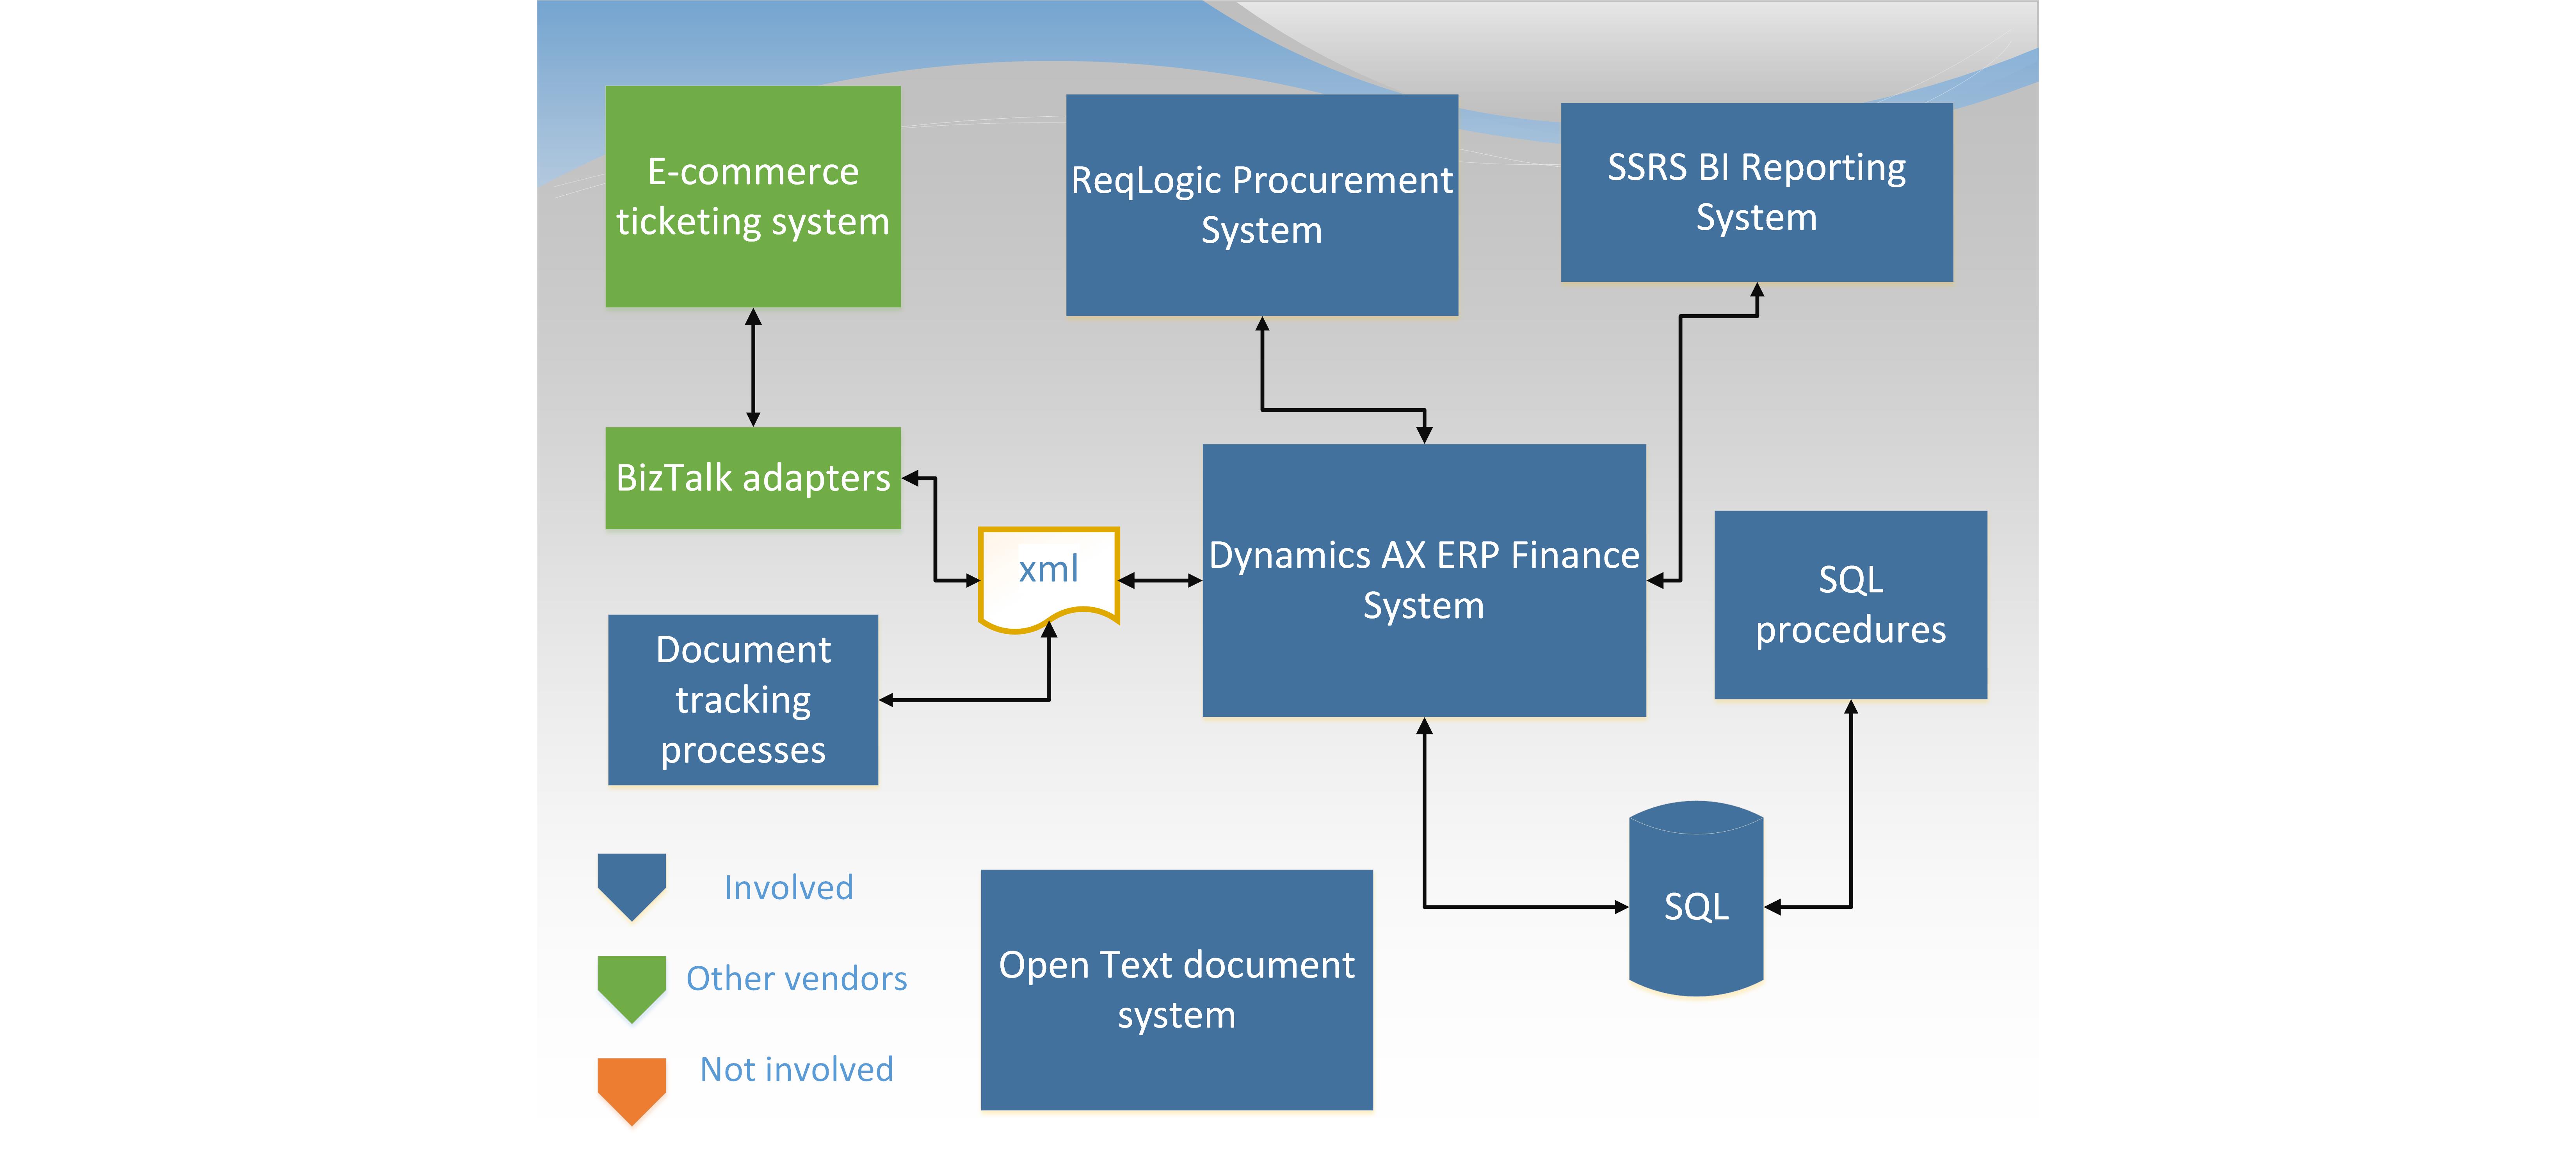 E-commerce
ticketing system
ReqLogic Procurement
System
SSRS BI Reporting
System
BizTalk adapters
xml
Dynamics AX ERP Finance
System
SQL
procedures
Document
tracking
processes
SQL
Open Text document
system
Involved
Other vendors
Not involved